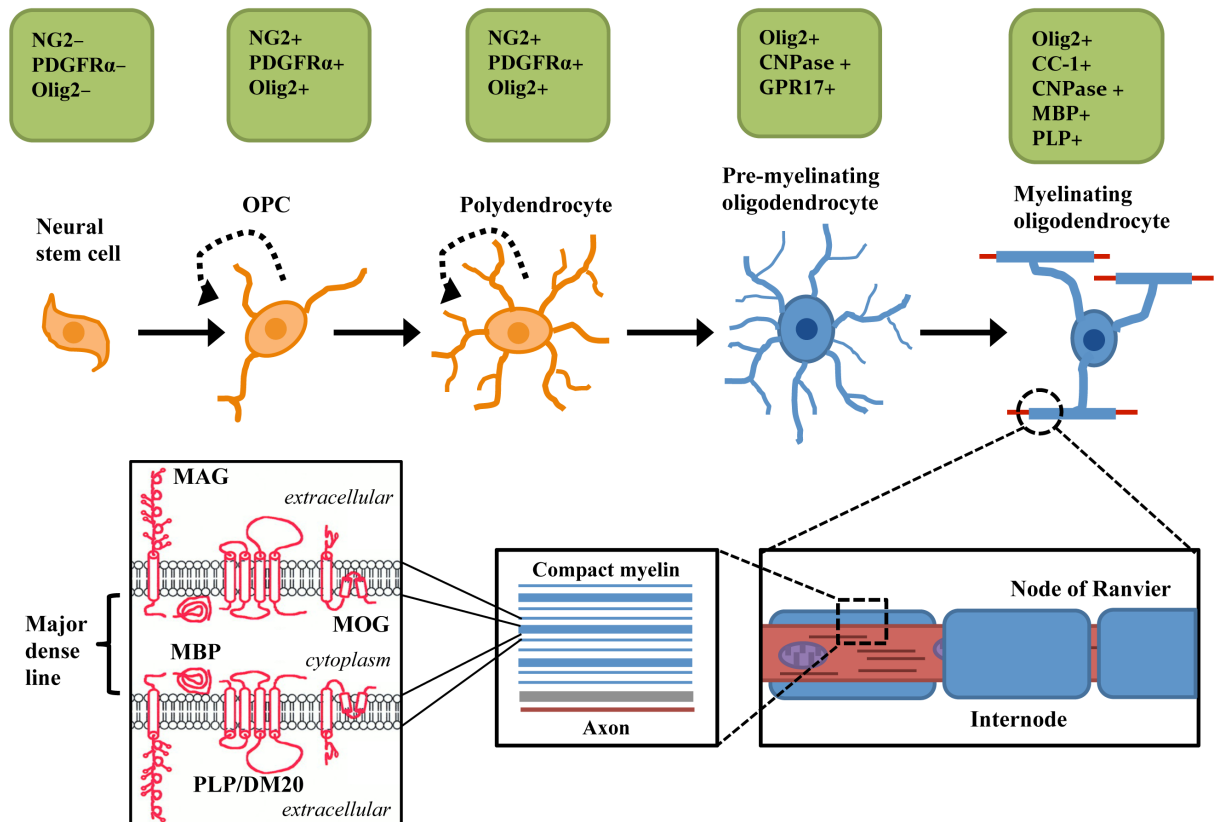 NG2−
PDGFRα−
Olig2−
NG2+
PDGFRα+
Olig2+
NG2+
PDGFRα+
Olig2+
Olig2+
CNPase +
GPR17+
Olig2+
CC-1+
CNPase +
MBP+
PLP+
Neural
stem cell
OPC
Polydendrocyte
Pre-myelinating
oligodendrocyte
Myelinating
oligodendrocyte
MAG
extracellular
Major
dense
line
MOG
MBP
cytoplasm
PLP/DM20
extracellular
Compact myelin
Axon
Node of Ranvier
Internode